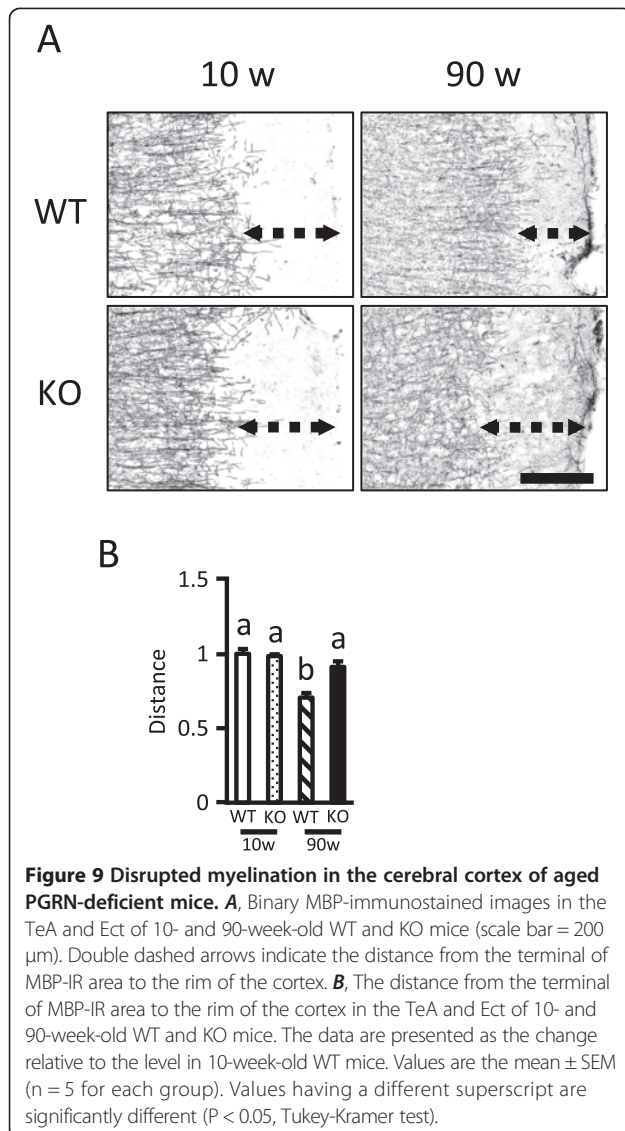 A
10 w 90 w
WT
KO
B
1.5
a a a
1
b
Distance
0.5
0
WT KO WT KO
10w 90w
Figure 9 Disrupted myelination in the cerebral cortex of aged
PGRN-deficient mice. A, Binary MBP-immunostained images in the
TeA and Ect of 10- and 90-week-old WT and KO mice (scale bar = 200
μm). Double dashed arrows indicate the distance from the terminal of
MBP-IR area to the rim of the cortex. B, The distance from the terminal
of MBP-IR area to the rim of the cortex in the TeA and Ect of 10- and
90-week-old WT and KO mice. The data are presented as the change
relative to the level in 10-week-old WT mice. Values are the mean ± SEM
(n = 5 for each group). Values having a different superscript are
significantly different (P < 0.05, Tukey-Kramer test).